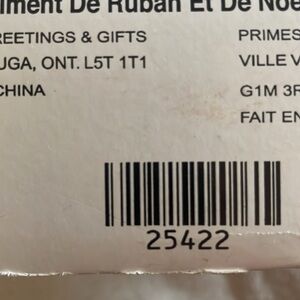 iment De Ruban Et De Noe
REETINGS & GIFTS
UGA, ONT. L5T 1T1
CHINA
PRIMES
VILLE V
G1M 3R
FAIT EN
25422